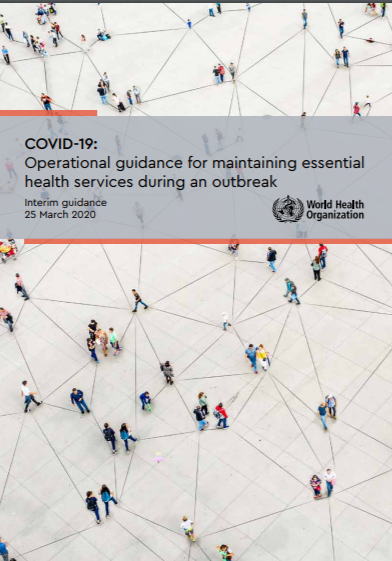 COVID-19:
Operational guidance for maintaining essential
health services during an outbreak
Interim guidance
25 March 2020
World Health
Organization